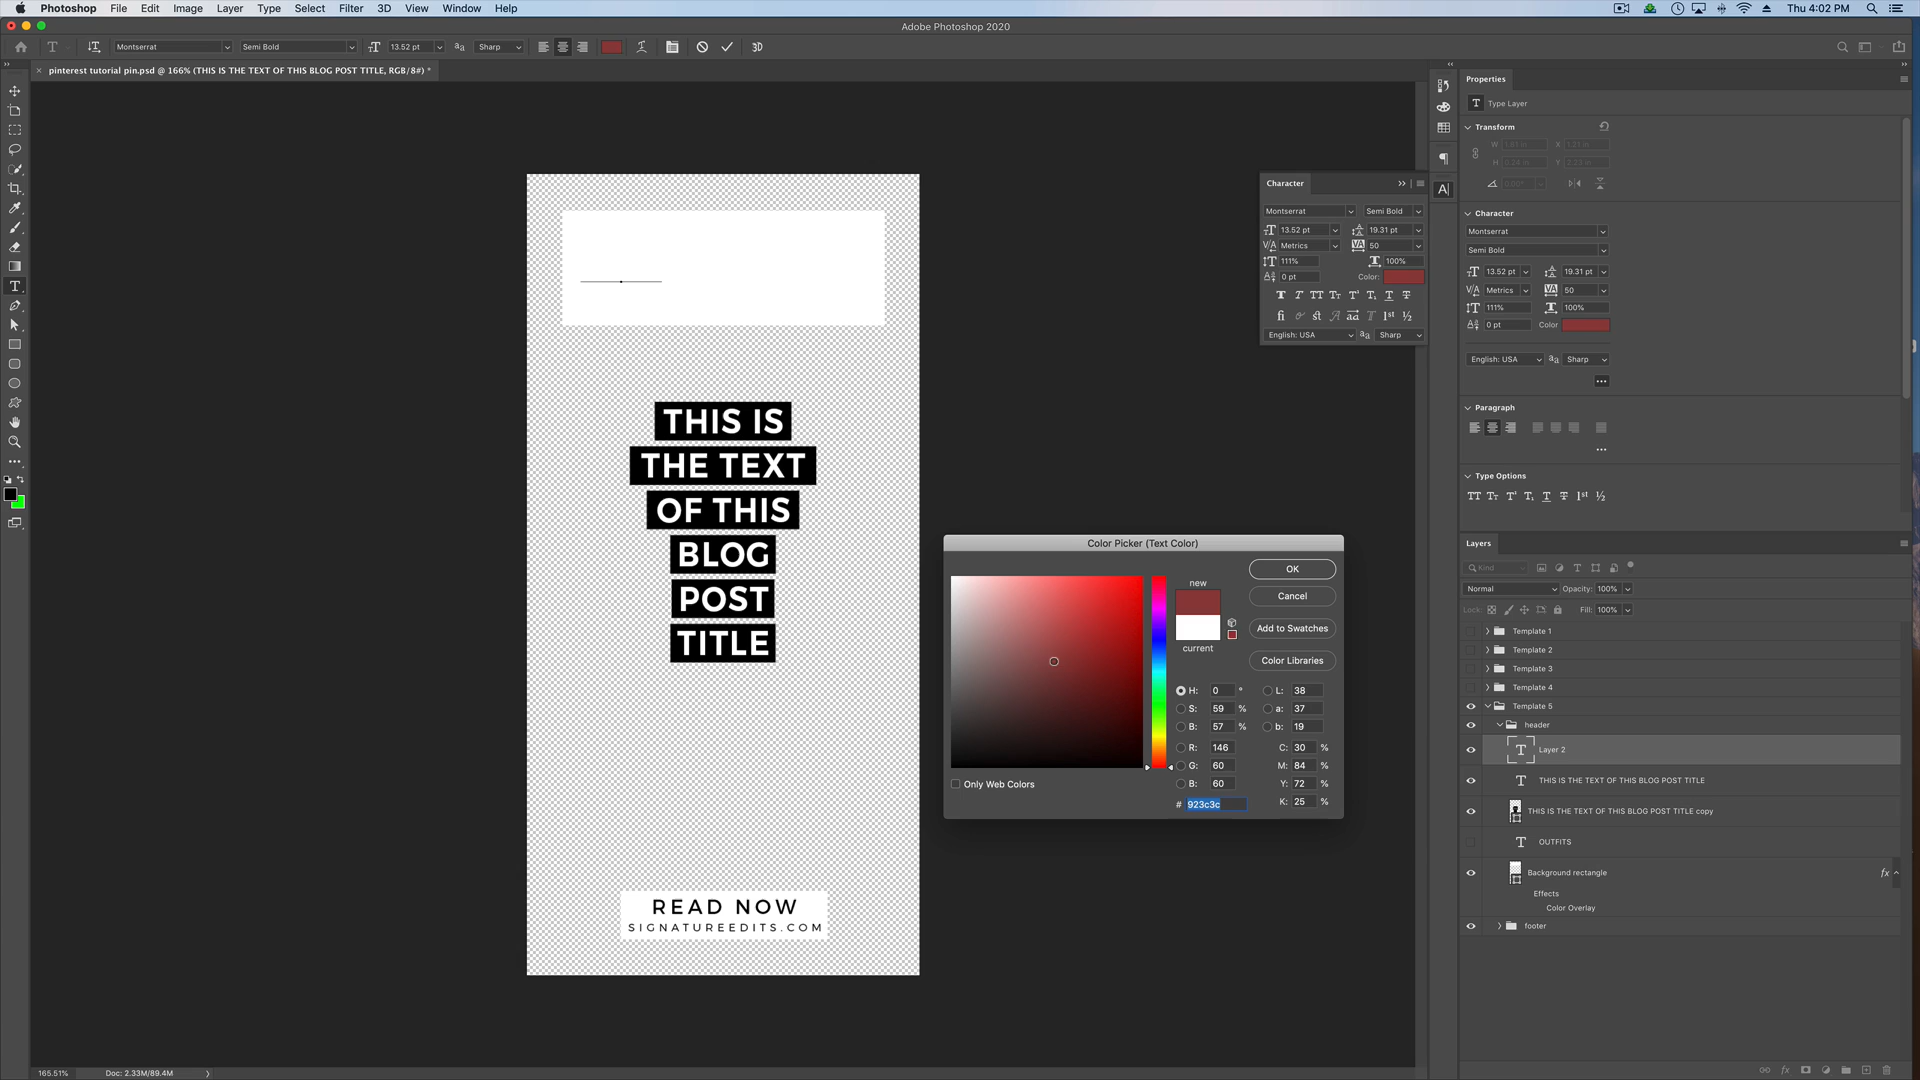 Photoshop File Edit Image Layer Type Select Filter 3D View Window Help
Thu 4:02 PM
Adobe Photoshop 2020
Montserrat Semi Bold 13.52 pt Sharp 3D
× pinterest tutorial pin.psd @ 166% (THIS IS THE TEXT OF THIS BLOG POST TITLE, RGB/8#) *
THIS IS
THE TEXT
OF THIS
BLOG
POST
TITLE
READ NOW
SIGNATUREEDITS.COM
Character
Montserrat Semi Bold
13.52 pt 19.31 pt
Metrics 50
111% 100%
0 pt Color:
English: USA Sharp
Color Picker (Text Color)
new
current
OK
Cancel
Add to Swatches
Color Libraries
H: 0 ° L: 38
S: 59 % a: 37
B: 57 % b: 19
R: 146 C: 30 %
G: 60 M: 84 %
B: 60 Y: 72 %
# 923c3c K: 25 %
Only Web Colors
Properties
Type Layer
Transform
W X
H Y
Character
Montserrat
Semi Bold
13.52 pt 19.31 pt
Metrics 50
111% 100%
0 pt Color
English: USA Sharp
Paragraph
Type Options
Layers
Kind
Normal Opacity: 100%
Lock: Fill: 100%
Template 1
Template 2
Template 3
Template 4
Template 5
header
Layer 2
THIS IS THE TEXT OF THIS BLOG POST TITLE
THIS IS THE TEXT OF THIS BLOG POST TITLE copy
OUTFITS
Background rectangle fx
Effects
Color Overlay
footer
165.51% Doc: 2.33M/89.4M